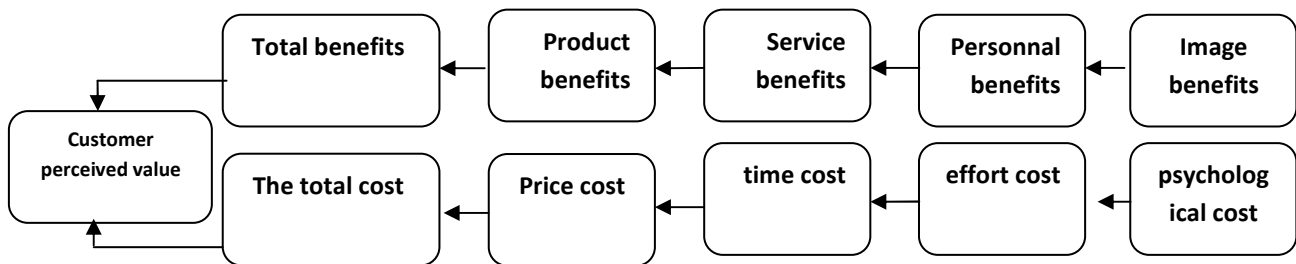 Total benefits
Product
benefits
Service
benefits
Personnal
benefits
Image
benefits
Customer
perceived value
The total cost
Price cost
time cost
effort cost
psycholog
ical cost